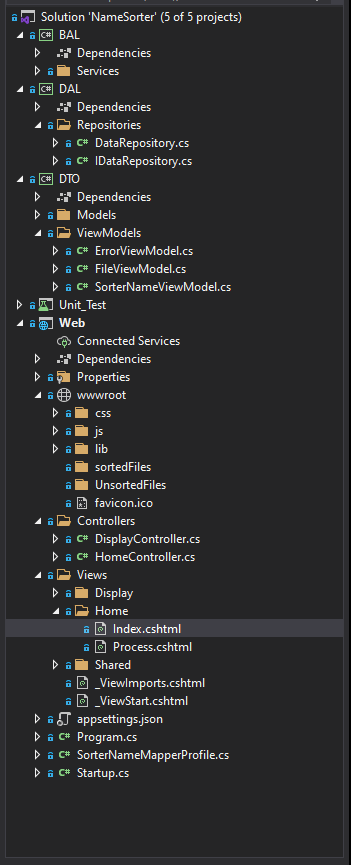 Solution 'NameSorter' (5 of 5 projects)
C# BAL
Dependencies
Services
C# DAL
Dependencies
Repositories
C# DataRepository.cs
C# IDataRepository.cs
C# DTO
Dependencies
Models
ViewModels
C# ErrorViewModel.cs
C# FileViewModel.cs
C# SorterNameViewModel.cs
Unit_Test
Web
Connected Services
Dependencies
Properties
wwwroot
css
js
lib
sortedFiles
UnsortedFiles
favicon.ico
Controllers
C# DisplayController.cs
C# HomeController.cs
Views
Display
Home
Index.cshtml
Process.cshtml
Shared
_ViewImports.cshtml
_ViewStart.cshtml
appsettings.json
C# Program.cs
C# SorterNameMapperProfile.cs
C# Startup.cs